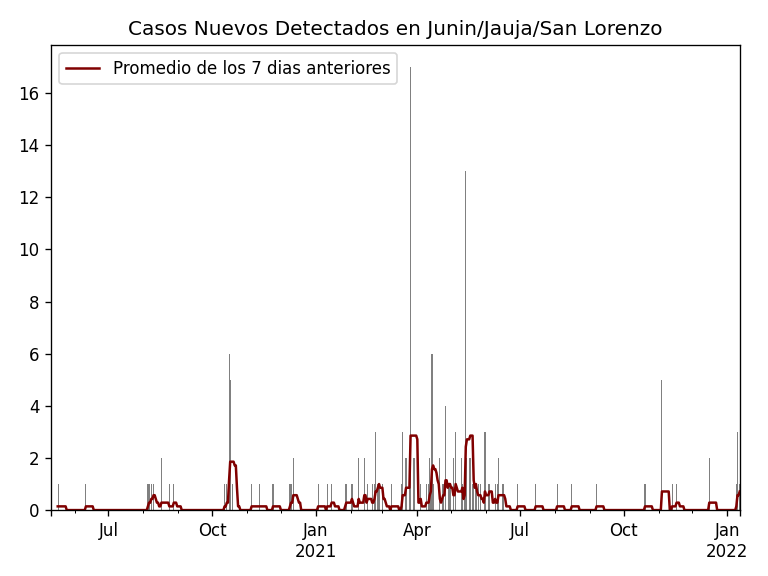 Casos Nuevos Detectados en Junin/Jauja/San Lorenzo
Promedio de los 7 dias anteriores
16
14
12
10
8
6
4
2
0
Jul
Oct
Jan
2021
Apr
Jul
Oct
Jan
2022